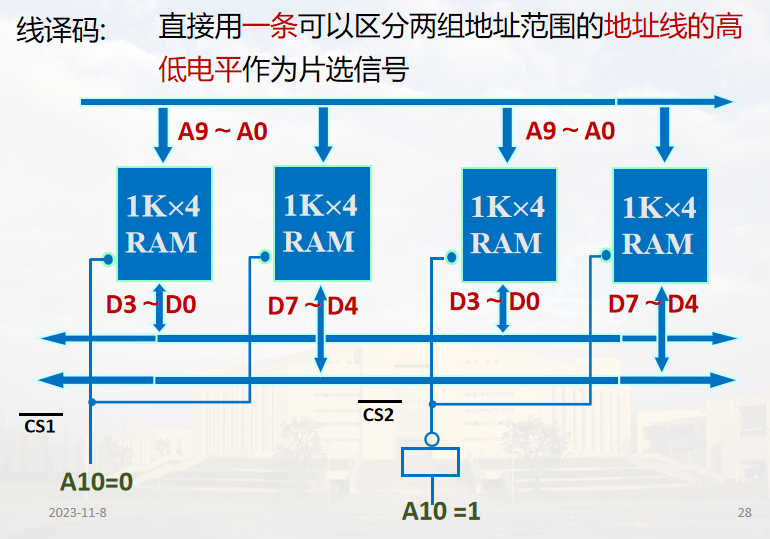 线译码:
直接用一条可以区分两组地址范围的地址线的高
低电平作为片选信号
A9 ~ A0
A9 ~ A0
1K×4
RAM
1K×4
RAM
1K×4
RAM
1K×4
RAM
D3 ~ D0
D7 ~ D4
D3 ~ D0
D7 ~ D4
CS1
CS2
A10=0
A10 =1
2023-11-8
28